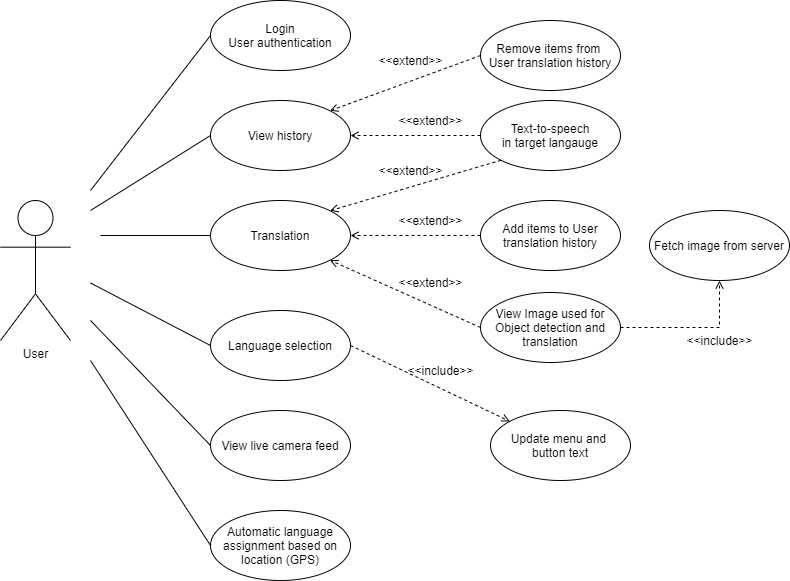 Login
User authentication
Remove items from
User translation history
<<extend>>
View history
<<extend>>
Text-to-speech
in target langauge
<<extend>>
Translation
<<extend>>
Add items to User
translation history
Fetch image from server
<<extend>>
View Image used for
Object detection and
translation
<<include>>
User
Language selection
<<include>>
Update menu and
button text
View live camera feed
Automatic language
assignment based on
location (GPS)